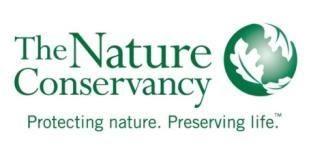 The Nature
Conservancy
Protecting nature. Preserving life.™